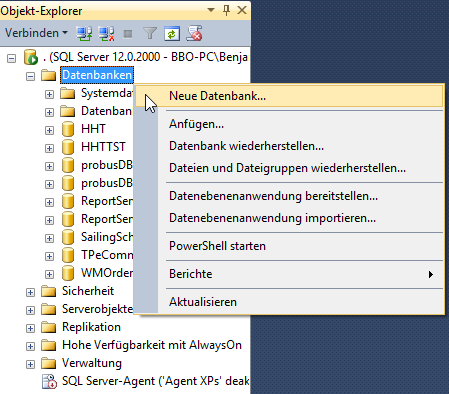 Objekt-Explorer
Verbinden
. (SQL Server 12.0.2000 - BBO-PC\Benja
Datenbanken
Systemda
Datenban
HHT
HHTTST
probusDB
probusDB
ReportSer
ReportSer
SailingSch
TPeComm
WMOrder
Sicherheit
Serverobjekte
Replikation
Hohe Verfügbarkeit mit AlwaysOn
Verwaltung
SQL Server-Agent ('Agent XPs' deak
Neue Datenbank...
Anfügen...
Datenbank wiederherstellen...
Dateien und Dateigruppen wiederherstellen...
Datenebenenanwendung bereitstellen...
Datenebenenanwendung importieren...
PowerShell starten
Berichte
Aktualisieren